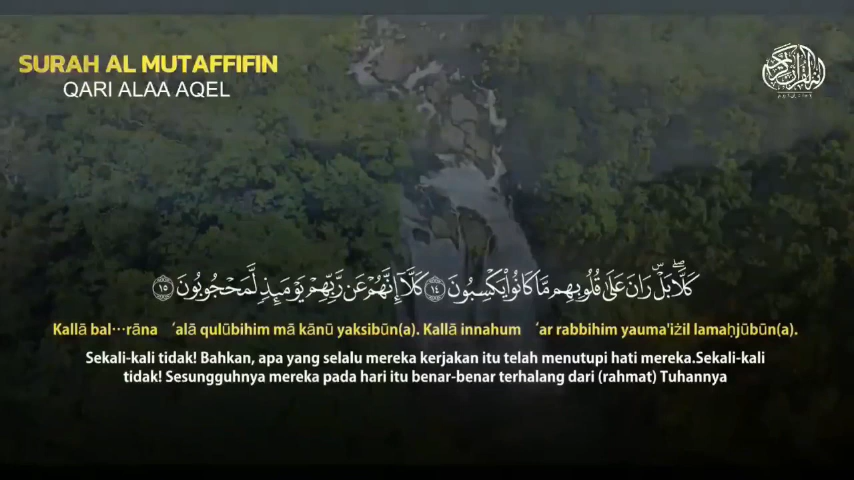 SURAH AL MUTAFFIFIN
QARI ALAA AQEL
كَلَّا ۖ بَلْ ۜ رَانَ عَلَىٰ قُلُوبِهِم مَّا كَانُوا۟ يَكْسِبُونَ ١٤ كَلَّآ إِنَّهُمْ عَن رَّبِّهِمْ يَوْمَئِذٍ لَّمَحْجُوبُونَ ١٥
Kallā bal…rāna ‘alā qulūbihim mā kānū yaksibūn(a). Kallā innahum ‘ar rabbihim yauma'iżil lamaḥjūbūn(a).
Sekali-kali tidak! Bahkan, apa yang selalu mereka kerjakan itu telah menutupi hati mereka.Sekali-kali
tidak! Sesungguhnya mereka pada hari itu benar-benar terhalang dari (rahmat) Tuhannya